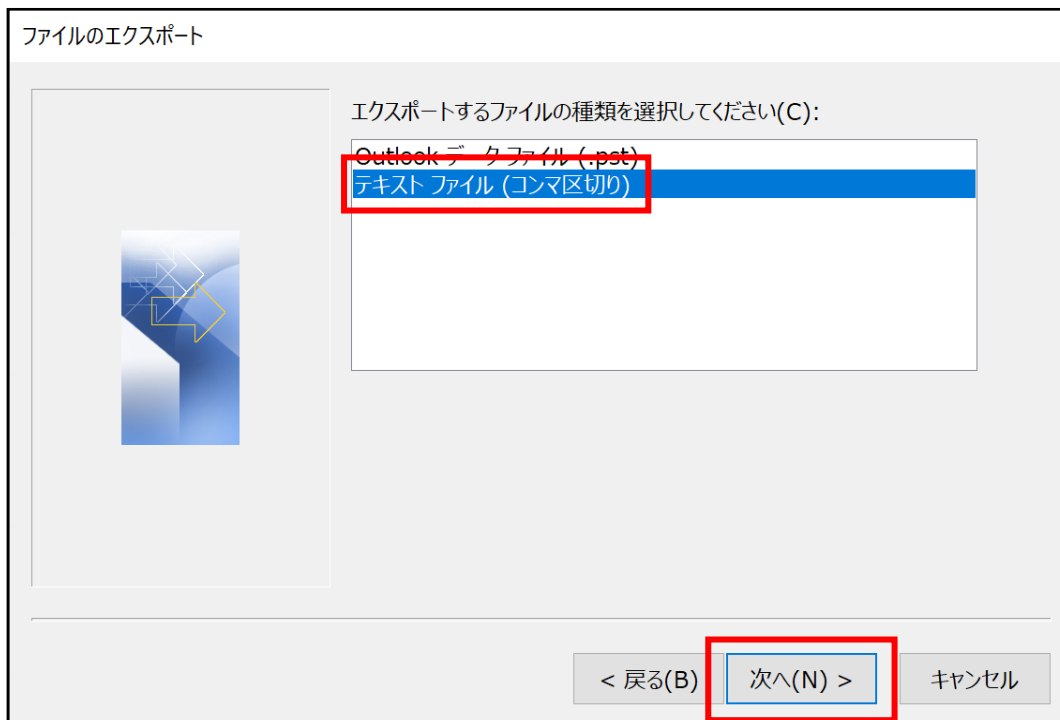 ファイルのエクスポート
エクスポートするファイルの種類を選択してください(C):
Outlook データ ファイル (.pst)
テキスト ファイル (コンマ区切り)
< 戻る(B)
次へ(N) >
キャンセル